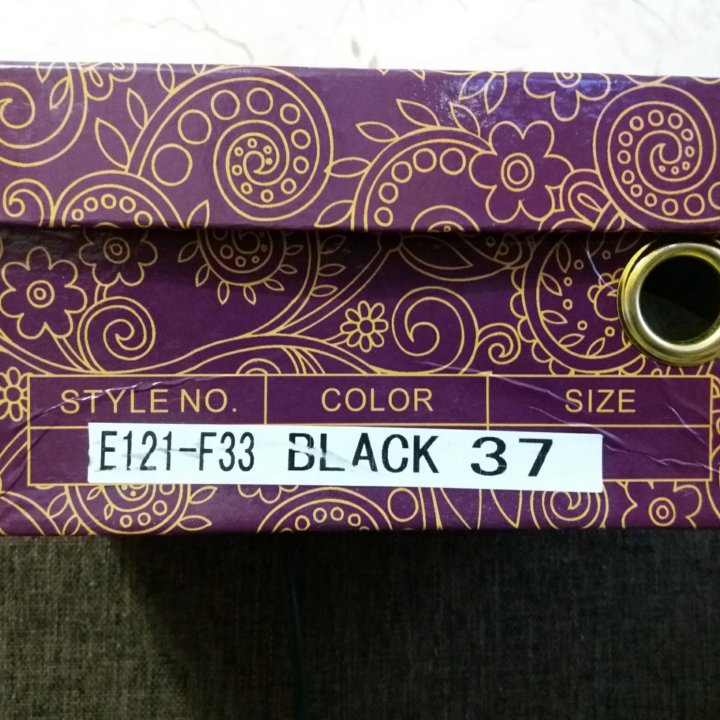 STYLE NO. COLOR SIZE
E121-F33 BLACK 37